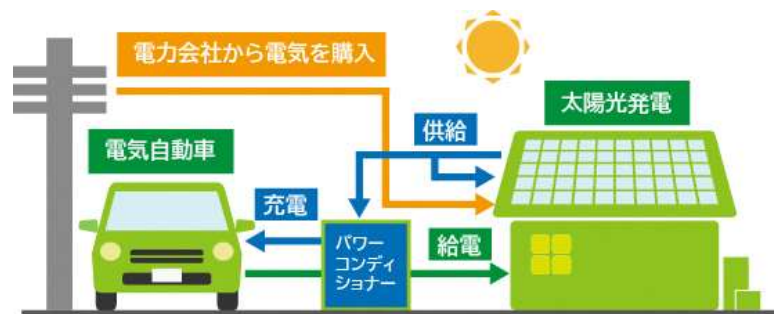 電力会社から電気を購入
太陽光発電
供給
電気自動車
充電
パワー
コンディ
ショナー
給電